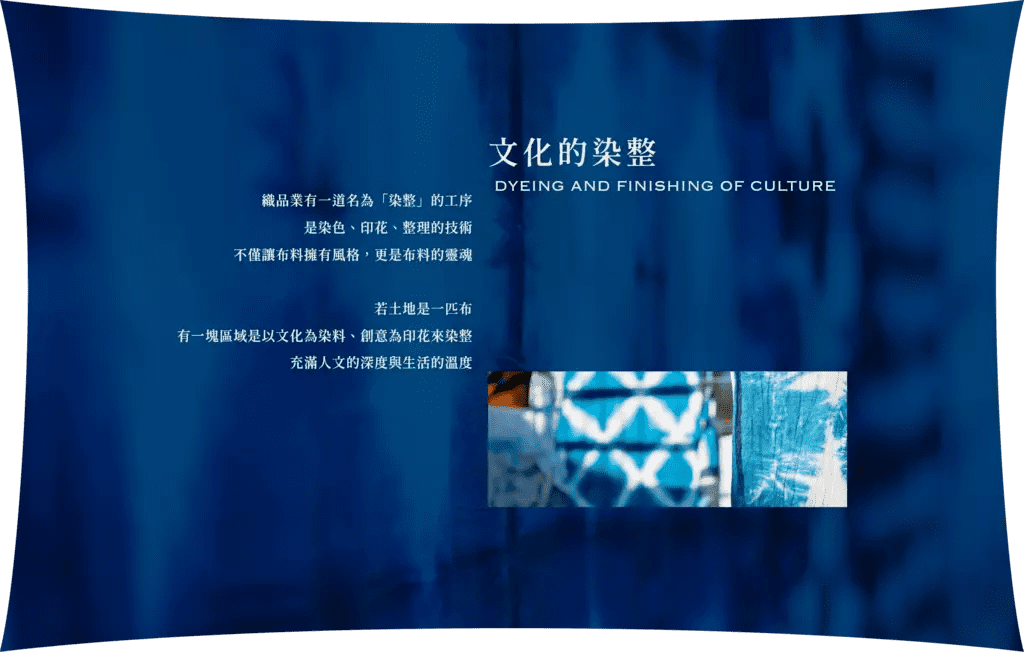 文化的染整
DYEING AND FINISHING OF CULTURE
織品業有一道名為「染整」的工序
是染色、印花、整理的技術
不僅讓布料擁有風格，更是布料的靈魂
若土地是一匹布
有一塊區域是以文化為染料、創意為印花來染整
充滿人文的深度與生活的溫度